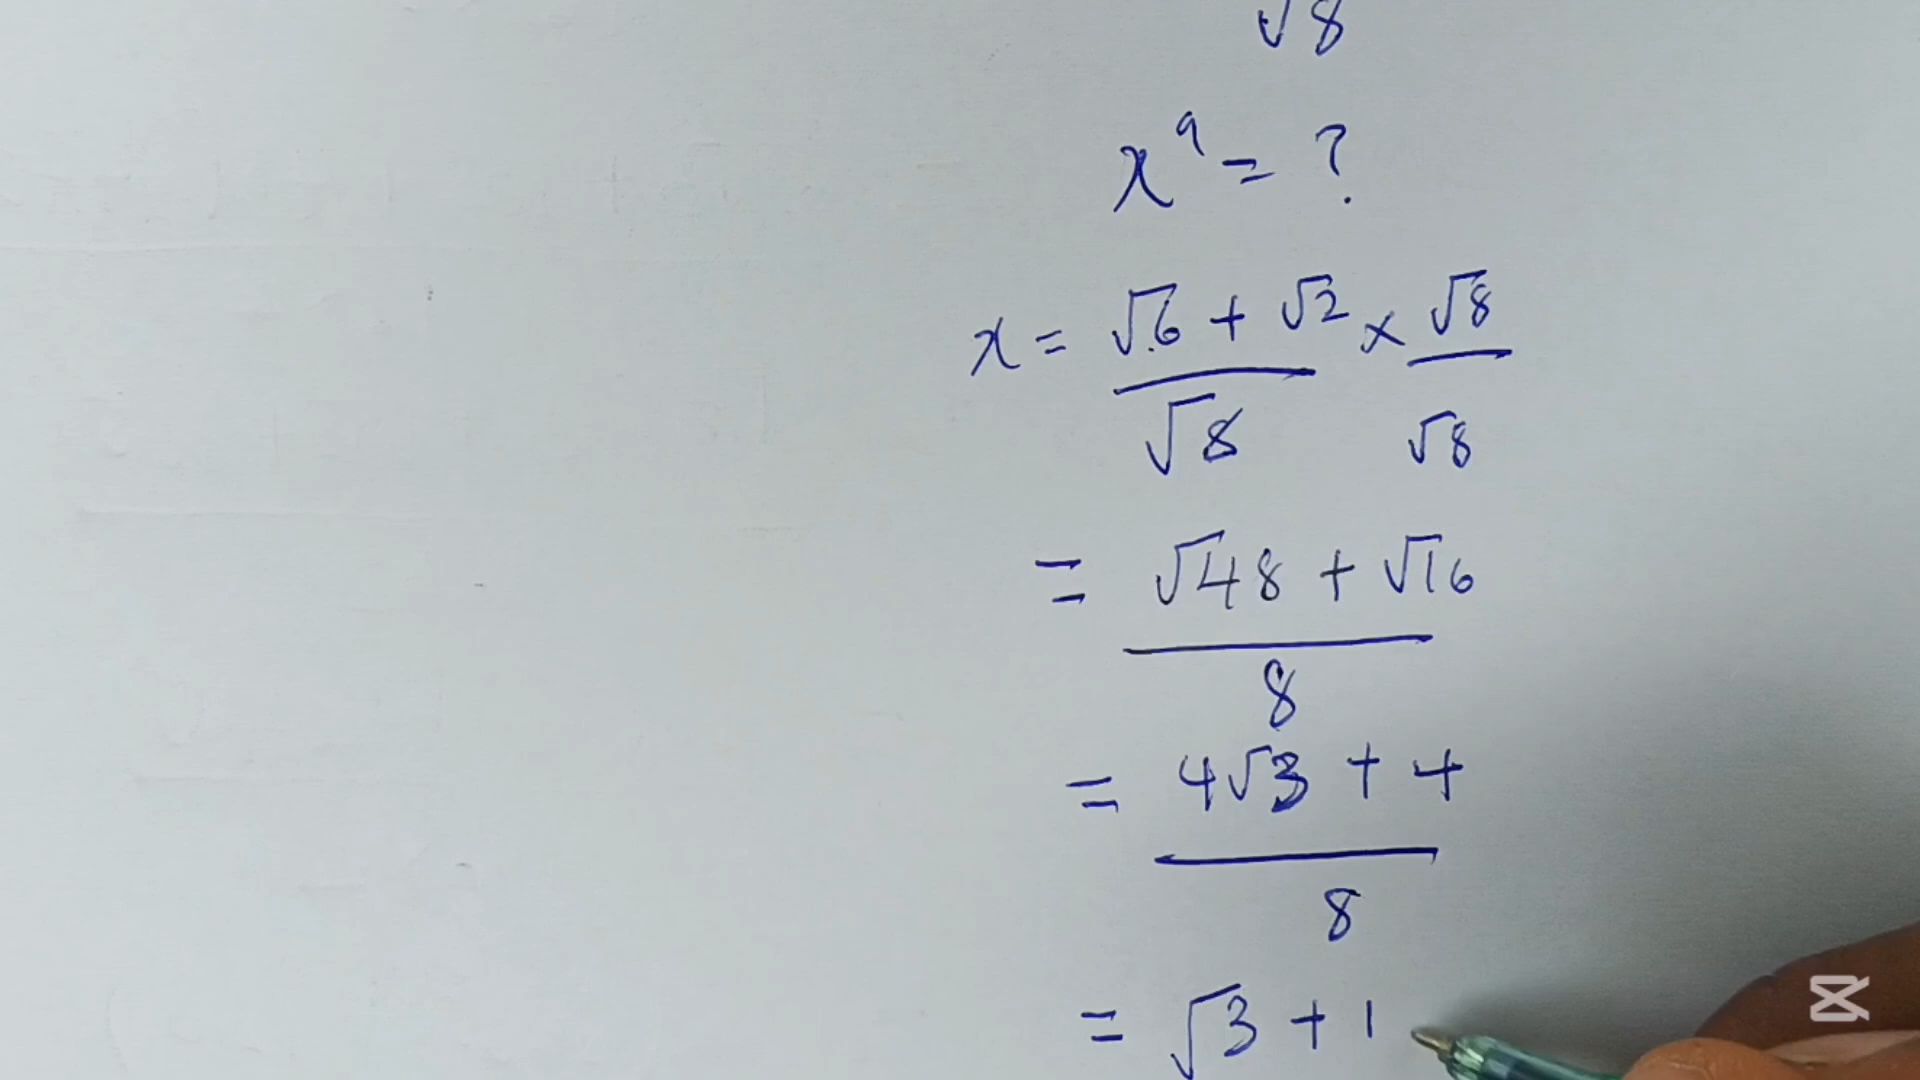 √8
x⁹ = ?
x = √6 + √2 × √8
√8 √8
= √48 + √16
8
= 4√3 + 4
8
= √3 + 1